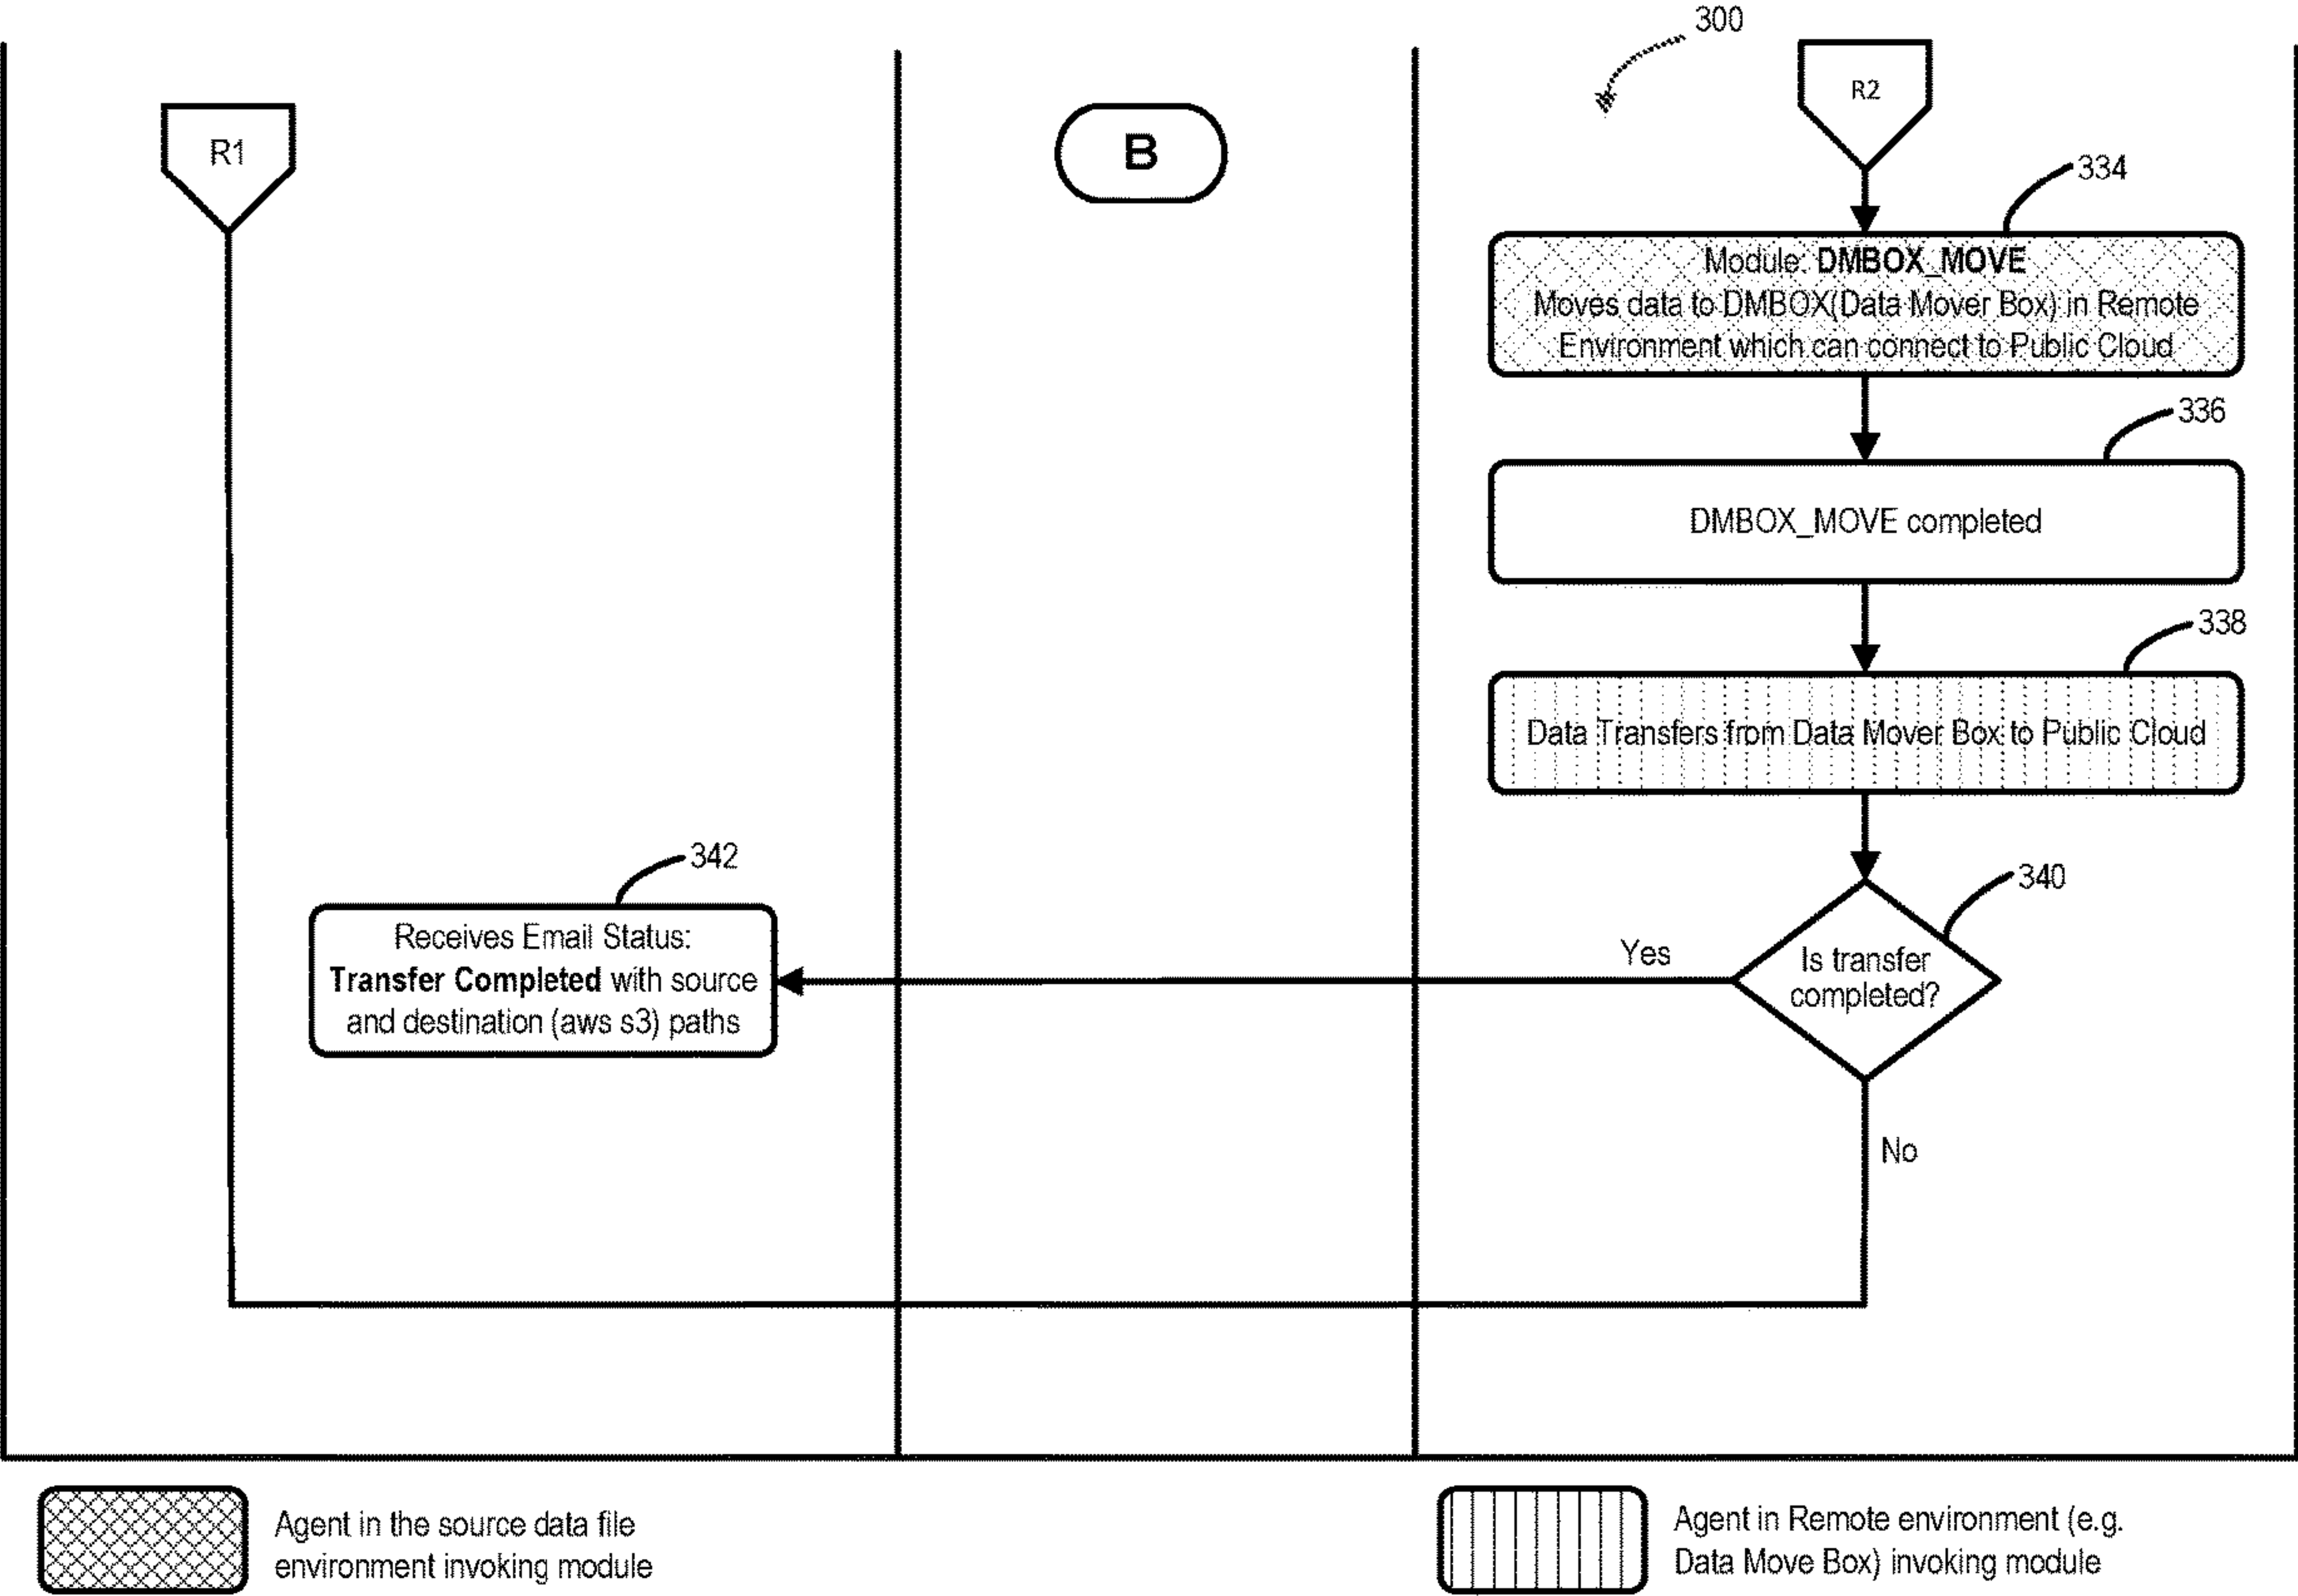 300
R2
R1
B
334
Module: DMBOX_MOVE
Moves data to DMBOX(Data Mover Box) in Remote
Environment which can connect to Public Cloud
336
DMBOX_MOVE completed
338
Data Transfers from Data Mover Box to Public Cloud
342
340
Receives Email Status:
Transfer Completed with source
and destination (aws s3) paths
Yes
Is transfer
completed?
No
Agent in the source data file
environment invoking module
Agent in Remote environment (e.g.
Data Move Box) invoking module